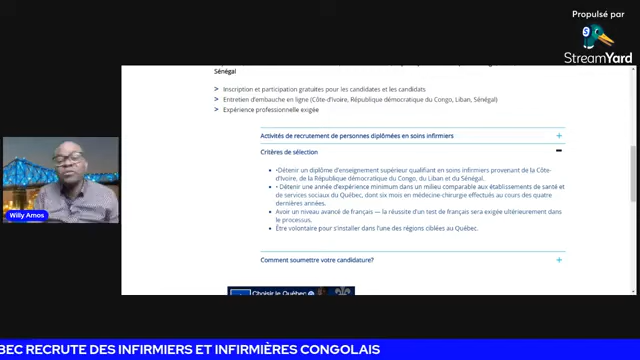 Propulsé par
StreamYard
Sénégal
> Inscription et participation gratuites pour les candidates et les candidats
> Entretien d'embauche en ligne (Côte-d'Ivoire, République démocratique du Congo, Liban, Sénégal)
> Expérience professionnelle exigée
Activités de recrutement de personnes diplômées en soins infirmiers +
Critères de sélection
• •Détenir un diplôme d'enseignement supérieur qualifiant en soins infirmiers provenant de la Côte-
d'Ivoire, de la République démocratique du Congo, du Liban et du Sénégal.
• • Détenir une année d'expérience minimum dans un milieu comparable aux établissements de santé et
de services sociaux du Québec, dont six mois en médecine-chirurgie effectués au cours des quatre
dernières années.
• Avoir un niveau avancé de français — la réussite d'un test de français sera exigée ultérieurement dans
le processus.
• Être volontaire pour s'installer dans l'une des régions ciblées au Québec.
Comment soumettre votre candidature? +
Choisir le Québec
Willy Amos
BEC RECRUTE DES INFIRMIERS ET INFIRMIÈRES CONGOLAIS